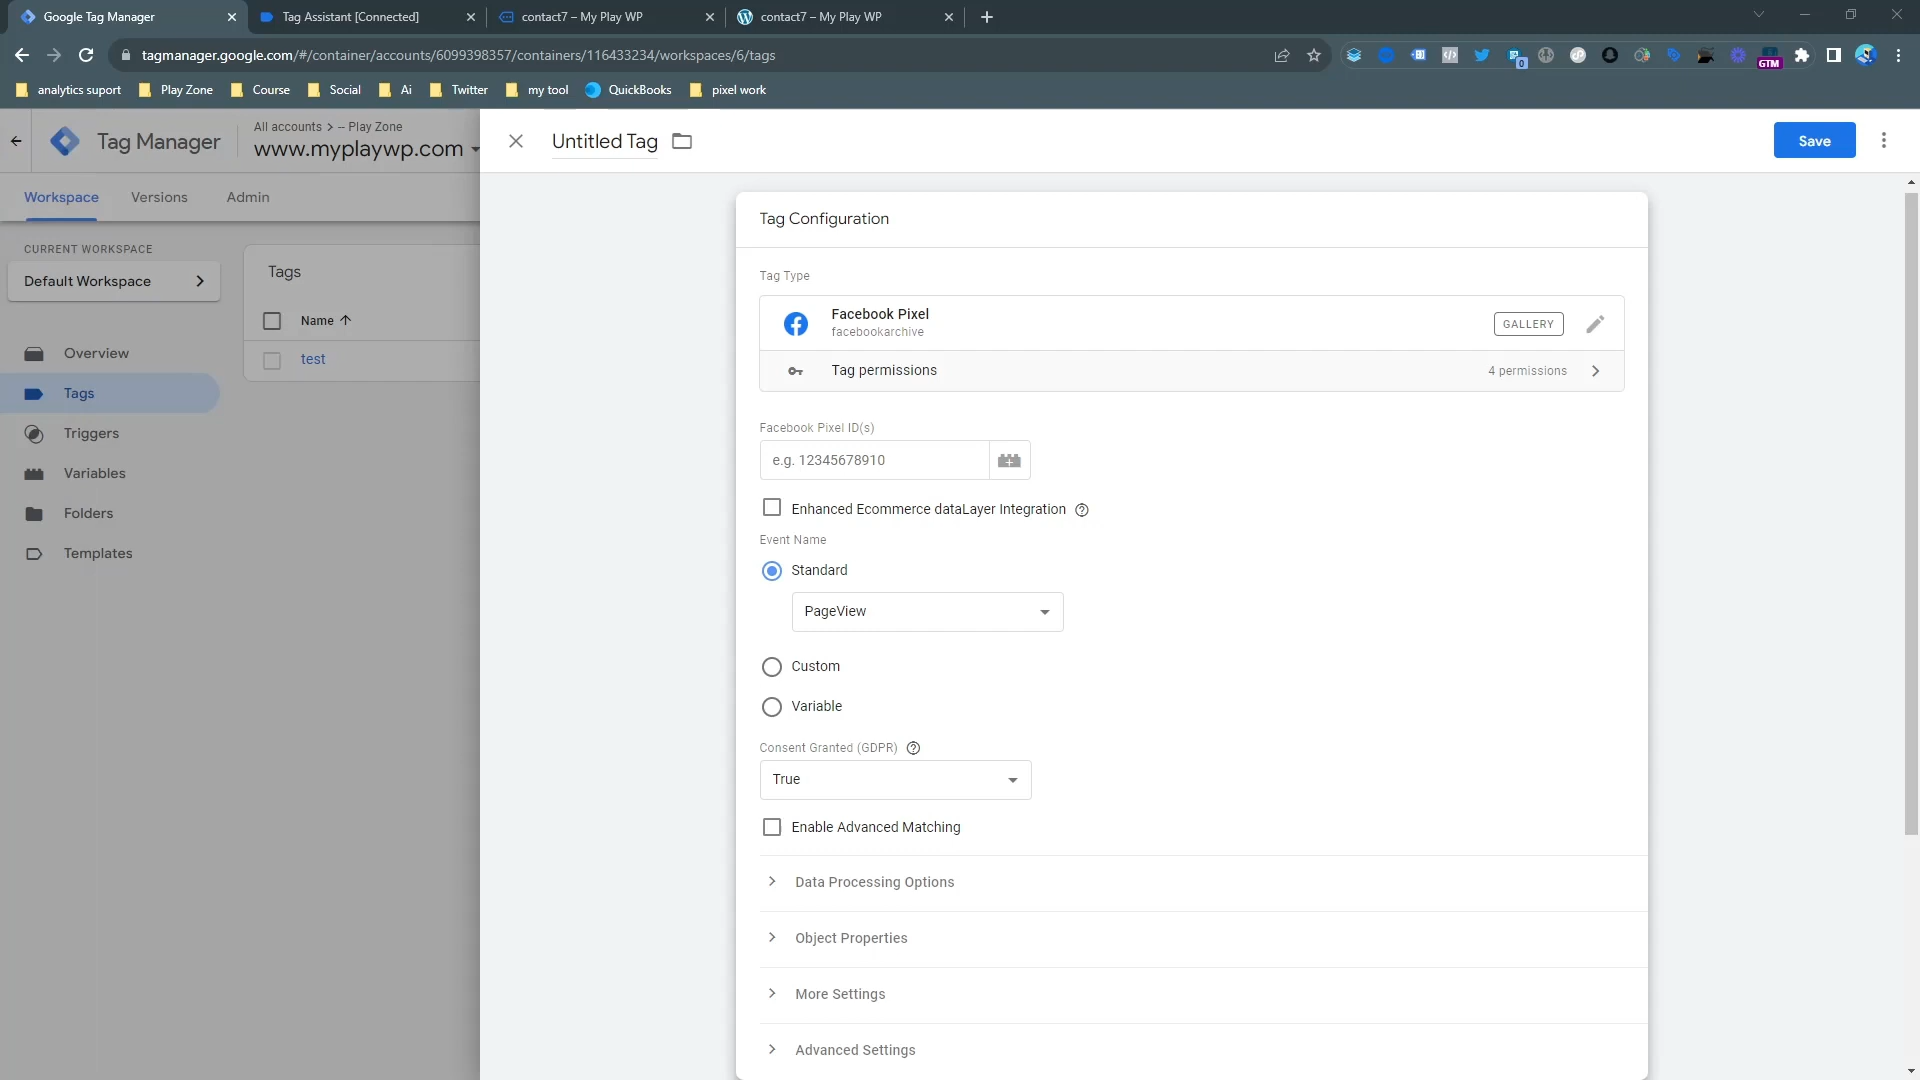 Google Tag Manager
Tag Assistant [Connected]
contact7 – My Play WP
contact7 – My Play WP
tagmanager.google.com/#/container/accounts/6099398357/containers/116433234/workspaces/6/tags
0
GTM
analytics suport
Play Zone
Course
Social
Ai
Twitter
my tool
QuickBooks
pixel work
Tag Manager
All accounts > -- Play Zone
www.myplaywp.com
Untitled Tag
Save
Workspace
Versions
Admin
CURRENT WORKSPACE
Default Workspace
Overview
Tags
Triggers
Variables
Folders
Templates
Tags
Name
test
Tag Configuration
Tag Type
Facebook Pixel
facebookarchive
GALLERY
Tag permissions
4 permissions
Facebook Pixel ID(s)
e.g. 12345678910
Enhanced Ecommerce dataLayer Integration
Event Name
Standard
PageView
Custom
Variable
Consent Granted (GDPR)
True
Enable Advanced Matching
Data Processing Options
Object Properties
More Settings
Advanced Settings